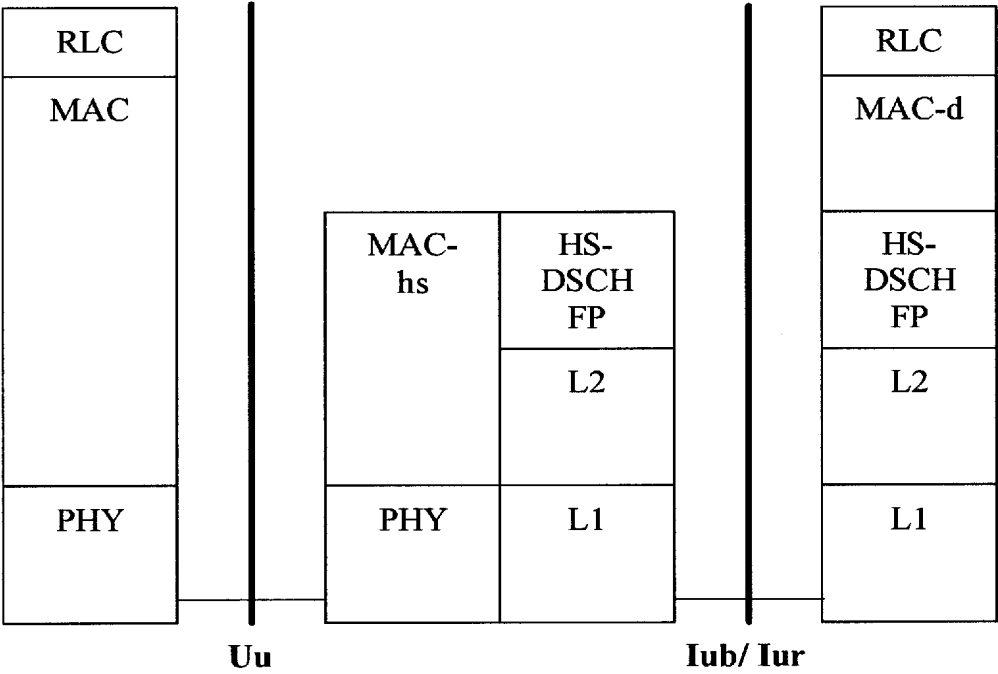 RLC
MAC
PHY
MAC-
hs
PHY
HS-
DSCH
FP
L2
L1
RLC
MAC-d
HS-
DSCH
FP
L2
L1
Uu
Iub/ Iur